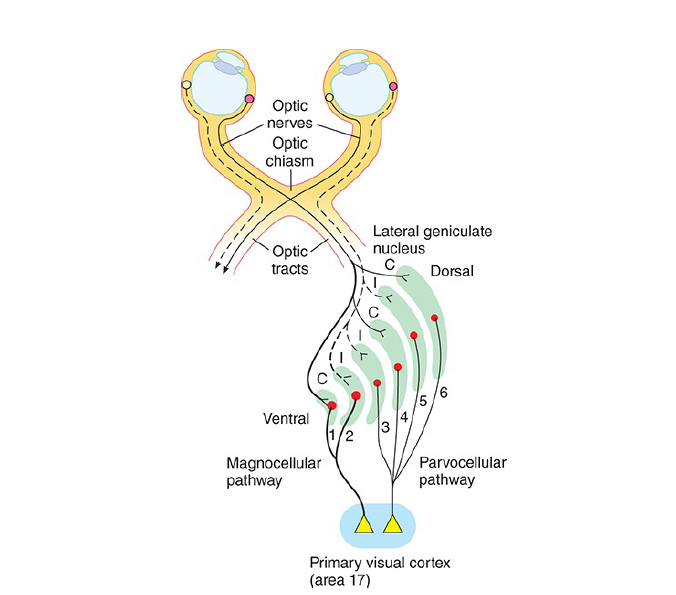 Optic
nerves
Optic
chiasm
Optic
tracts
Lateral geniculate
nucleus
C
Dorsal
I
C
I
I
C
Ventral
1
2
3
4
5
6
Magnocellular
pathway
Parvocellular
pathway
Primary visual cortex
(area 17)